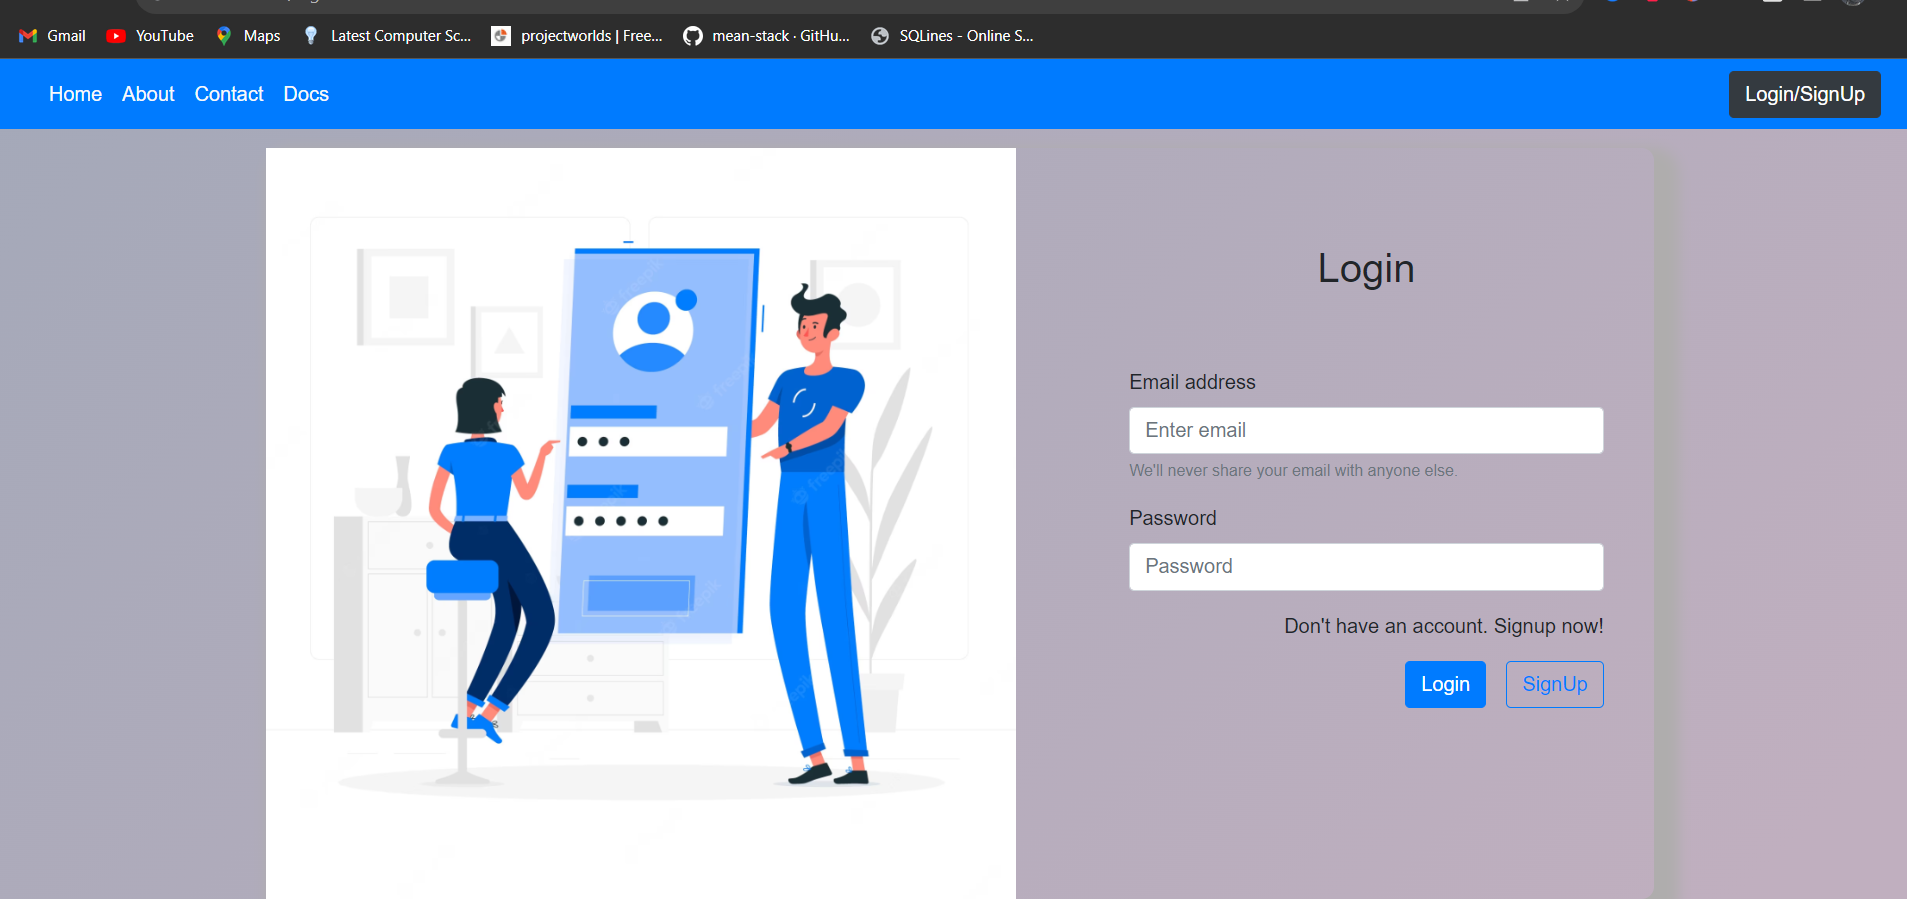 Gmail YouTube Maps Latest Computer Sc... projectworlds | Free... mean-stack · GitHu... SQLines - Online S...
Home About Contact Docs Login/SignUp
Login
Email address
Enter email
We'll never share your email with anyone else.
Password
Password
Don't have an account. Signup now!
Login SignUp